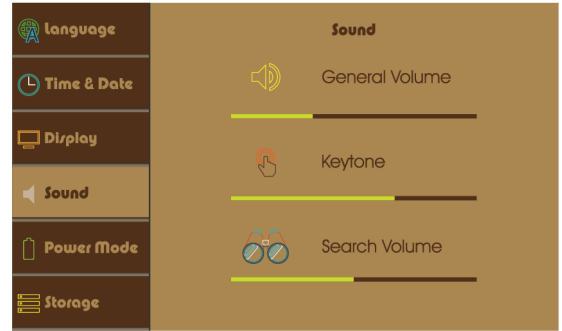 Language
Time & Date
Display
Sound
Power Mode
Storage
Sound
General Volume
Keytone
Search Volume